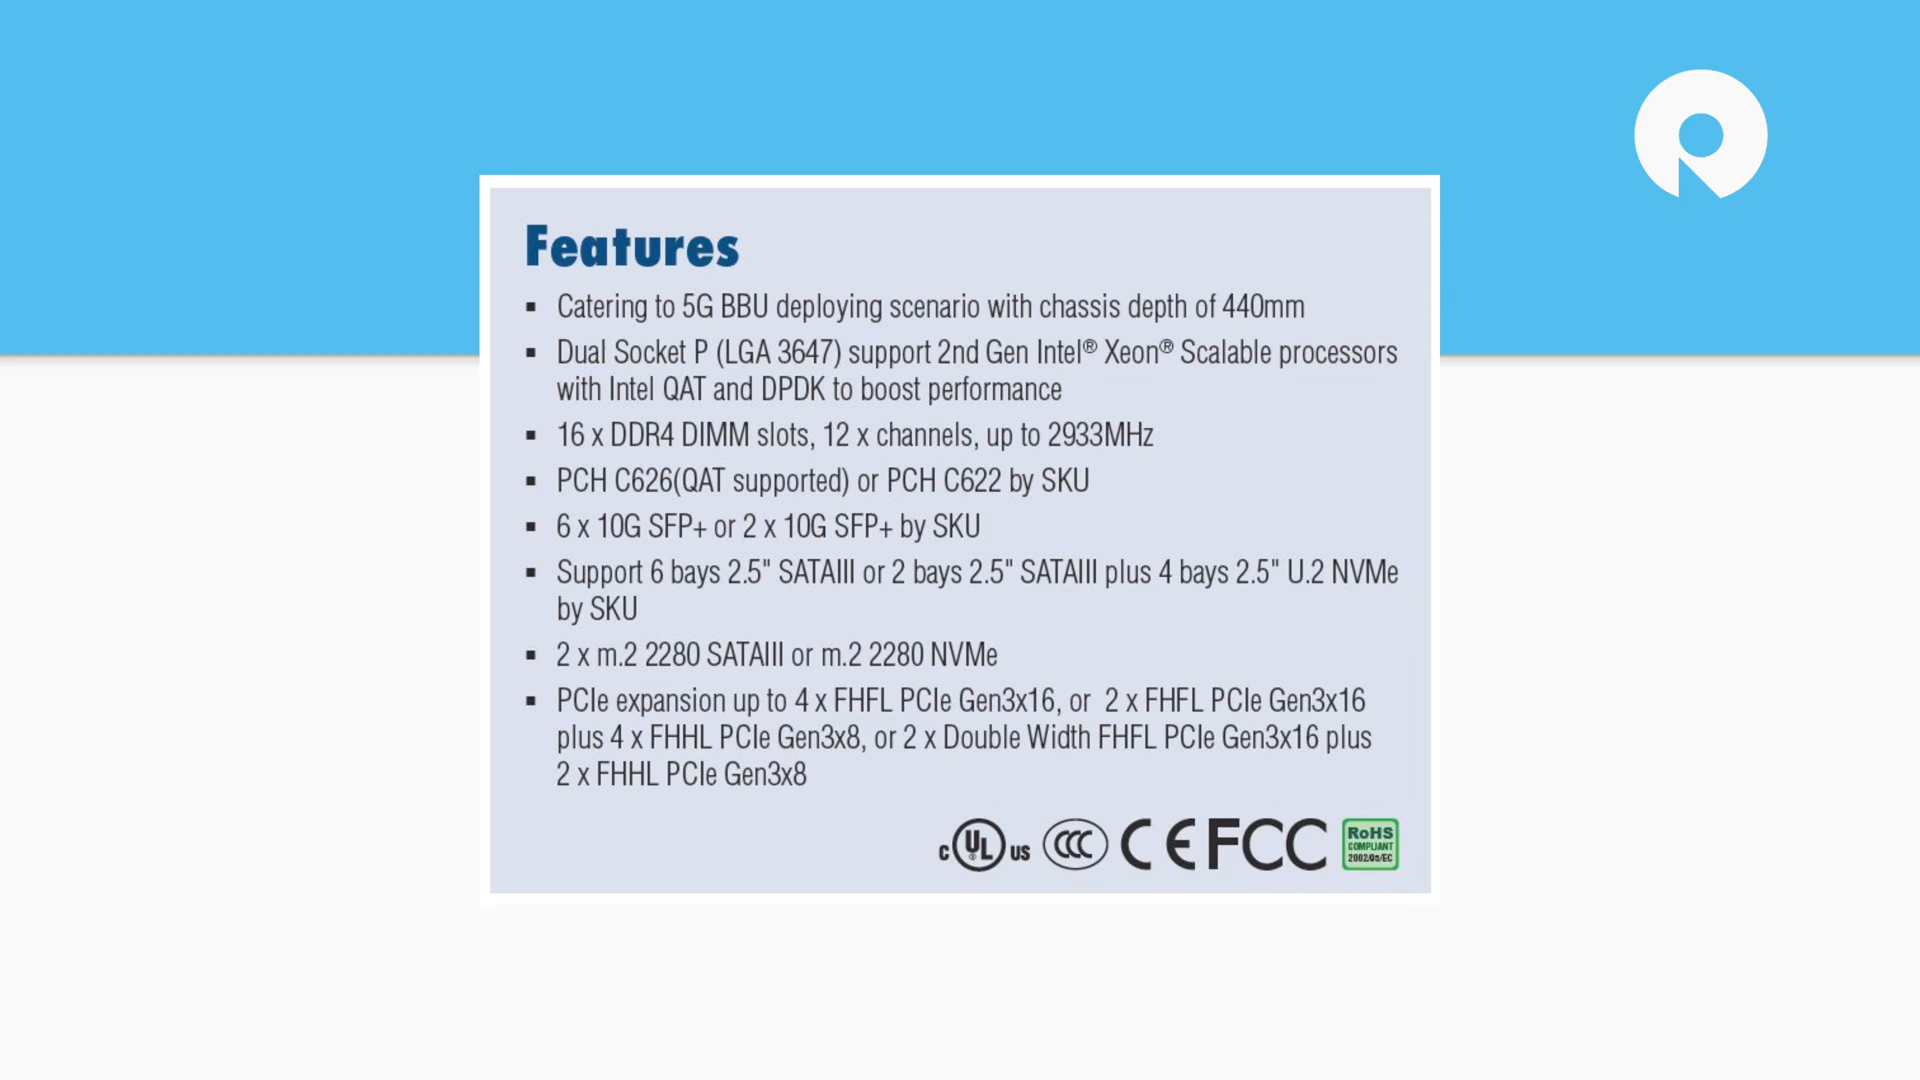 Features
▪ Catering to 5G BBU deploying scenario with chassis depth of 440mm
▪ Dual Socket P (LGA 3647) support 2nd Gen Intel® Xeon® Scalable processors
with Intel QAT and DPDK to boost performance
▪ 16 x DDR4 DIMM slots, 12 x channels, up to 2933MHz
▪ PCH C626(QAT supported) or PCH C622 by SKU
▪ 6 x 10G SFP+ or 2 x 10G SFP+ by SKU
▪ Support 6 bays 2.5" SATAIII or 2 bays 2.5" SATAIII plus 4 bays 2.5" U.2 NVMe
by SKU
▪ 2 x m.2 2280 SATAIII or m.2 2280 NVMe
▪ PCIe expansion up to 4 x FHFL PCIe Gen3x16, or 2 x FHFL PCIe Gen3x16
plus 4 x FHHL PCIe Gen3x8, or 2 x Double Width FHFL PCIe Gen3x16 plus
2 x FHHL PCIe Gen3x8
c UL® US CCC CE FCC RoHS
COMPLIANT
2002/95/EC